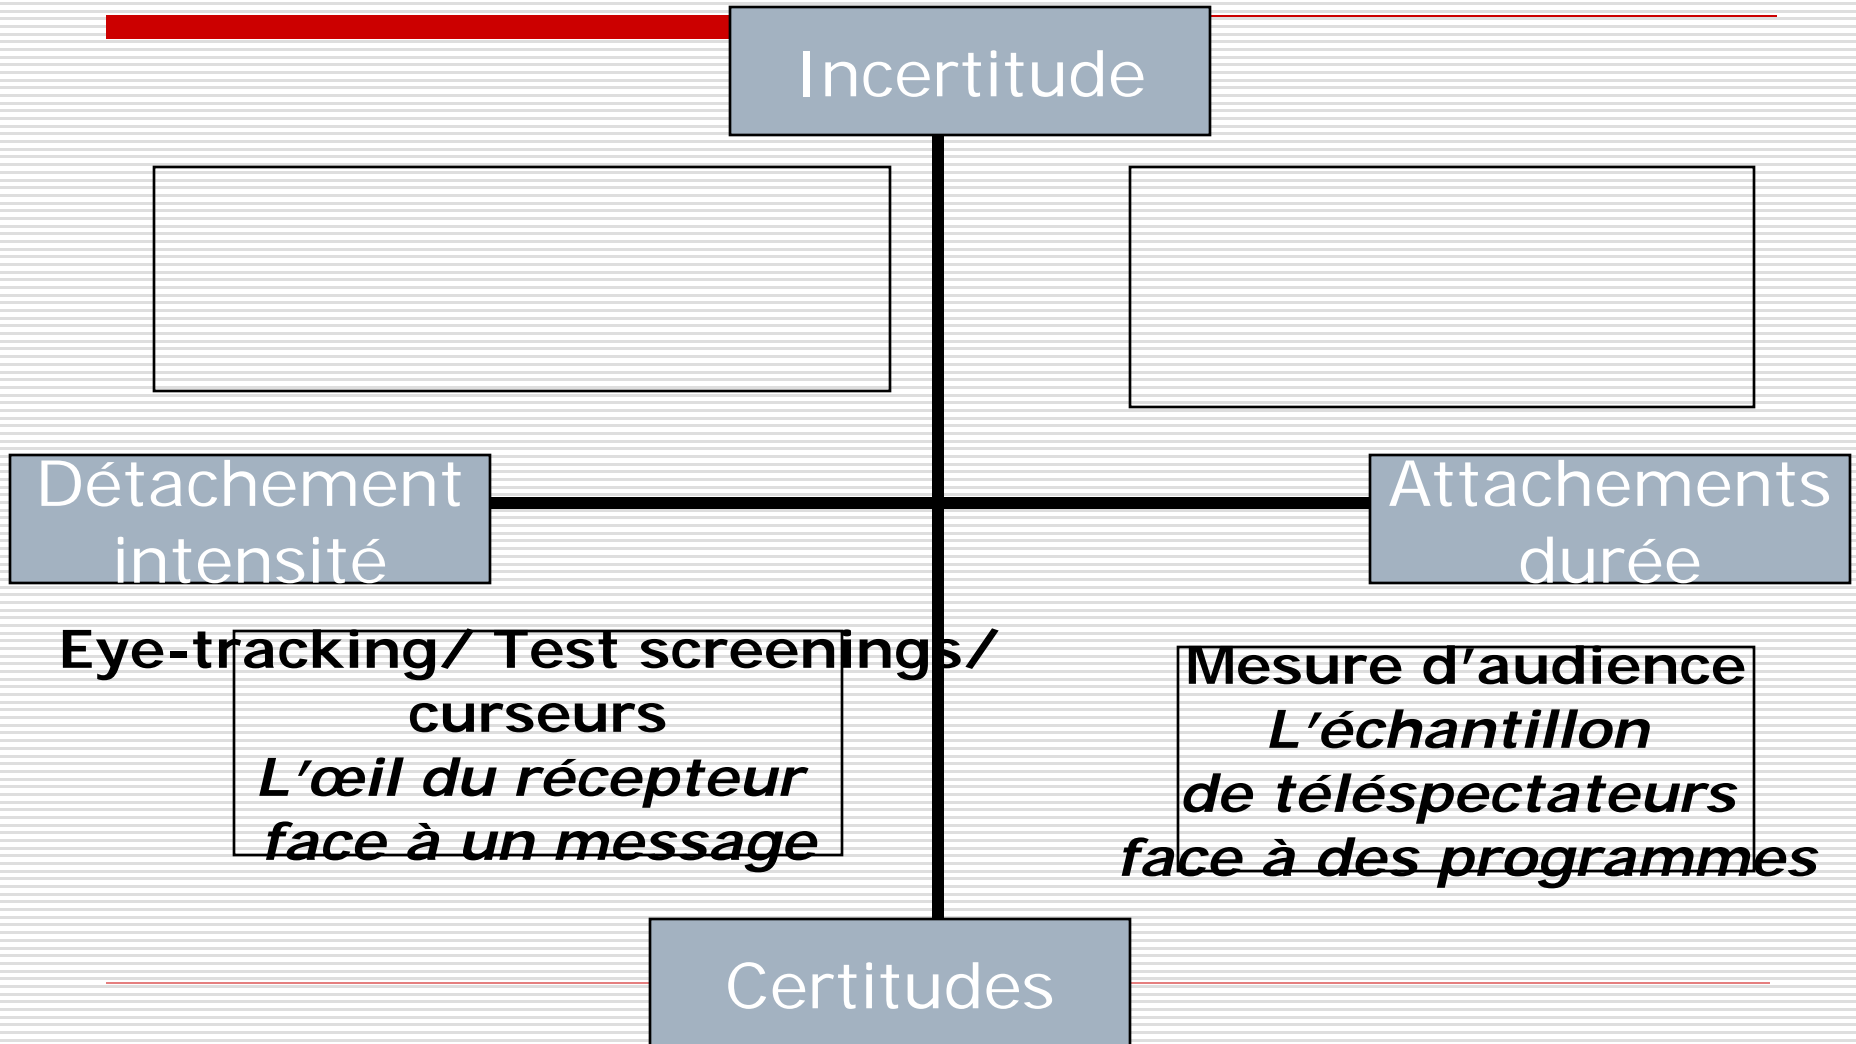 Incertitude
Détachement
intensité
Attachements
durée
Eye-tracking/ Test screenings/
curseurs
L'œil du récepteur
face à un message
Mesure d'audience
L'échantillon
de téléspectateurs
face à des programmes
Certitudes